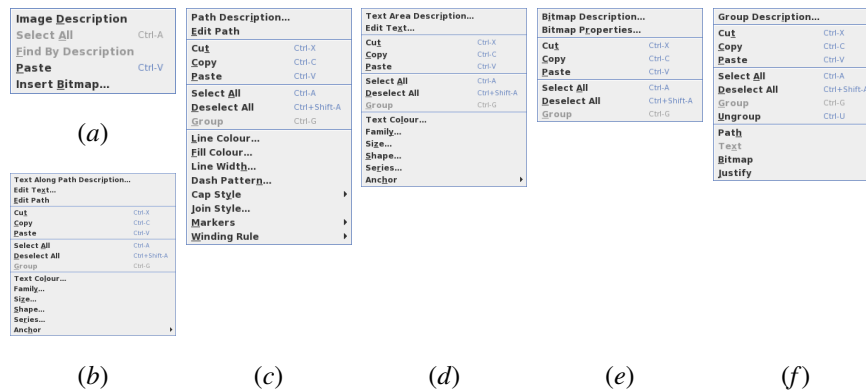 Image Description
Select All Ctrl-A
Find By Description
Paste Ctrl-V
Insert Bitmap...
(a)
Text Along Path Description...
Edit Text...
Edit Path
Cut Ctrl-X
Copy Ctrl-C
Paste Ctrl-V
Select All Ctrl-A
Deselect All Ctrl+Shift-A
Group Ctrl-G
Text Colour...
Family...
Size...
Shape...
Series...
Anchor
(b)
Path Description...
Edit Path
Cut Ctrl-X
Copy Ctrl-C
Paste Ctrl-V
Select All Ctrl-A
Deselect All Ctrl+Shift-A
Group Ctrl-G
Line Colour...
Fill Colour...
Line Width...
Dash Pattern...
Cap Style
Join Style...
Markers
Winding Rule
(c)
Text Area Description...
Edit Text...
Cut Ctrl-X
Copy Ctrl-C
Paste Ctrl-V
Select All Ctrl-A
Deselect All Ctrl+Shift-A
Group Ctrl-G
Text Colour...
Family...
Size...
Shape...
Series...
Anchor
(d)
Bitmap Description...
Bitmap Properties...
Cut Ctrl-X
Copy Ctrl-C
Paste Ctrl-V
Select All Ctrl-A
Deselect All Ctrl+Shift-A
Group Ctrl-G
(e)
Group Description...
Cut Ctrl-X
Copy Ctrl-C
Paste Ctrl-V
Select All Ctrl-A
Deselect All Ctrl+Shift-A
Group Ctrl-G
Ungroup Ctrl-U
Path
Text
Bitmap
Justify
(f)